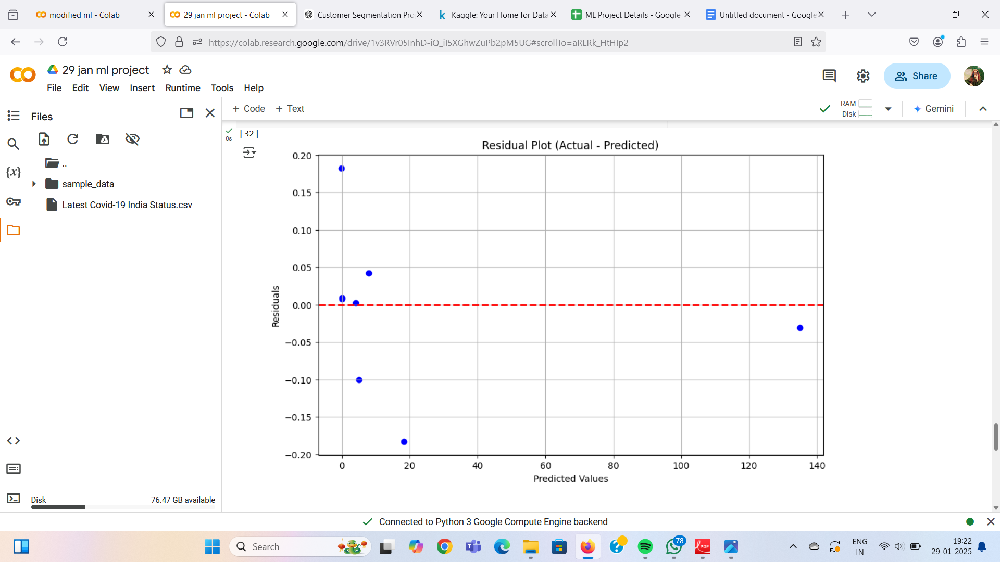 modified ml - Colab
29 jan ml project - Colab
Customer Segmentation Pro
Kaggle: Your Home for Data
ML Project Details - Google
Untitled document - Google
https://colab.research.google.com/drive/1v3RVr05InhD-iQ_iI5XGhwZuPb2pM5UG#scrollTo=aRLRk_HtHIp2
29 jan ml project
File Edit View Insert Runtime Tools Help
Share
Files
+ Code + Text
RAM
Disk
Gemini
..
sample_data
Latest Covid-19 India Status.csv
{x}
Disk 76.47 GB available
[32]
0s
Residual Plot (Actual - Predicted)
0.20
0.15
0.10
0.05
0.00
−0.05
−0.10
−0.15
−0.20
Residuals
0 20 40 60 80 100 120 140
Predicted Values
Connected to Python 3 Google Compute Engine backend
Search
78
PDF
ENG
IN
19:22
29-01-2025